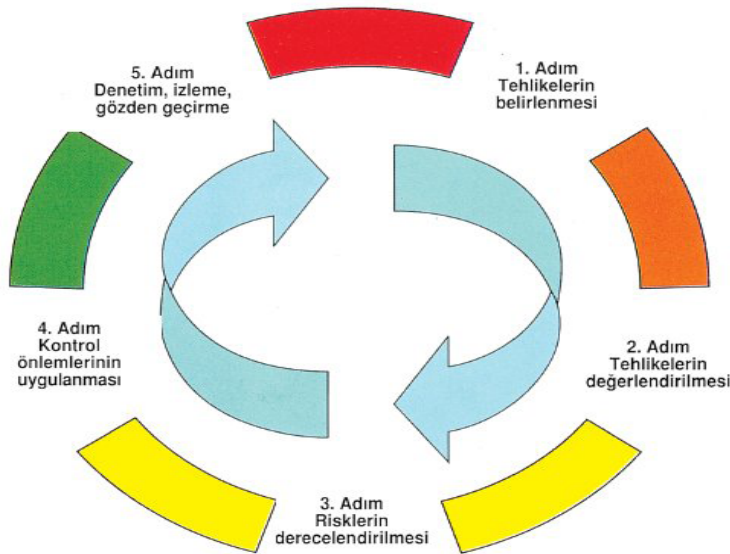 1. Adım
Tehlikelerin
belirlenmesi
2. Adım
Tehlikelerin
değerlendirilmesi
3. Adım
Risklerin
derecelendirilmesi
4. Adım
Kontrol
önlemlerinin
uygulanması
5. Adım
Denetim, izleme,
gözden geçirme